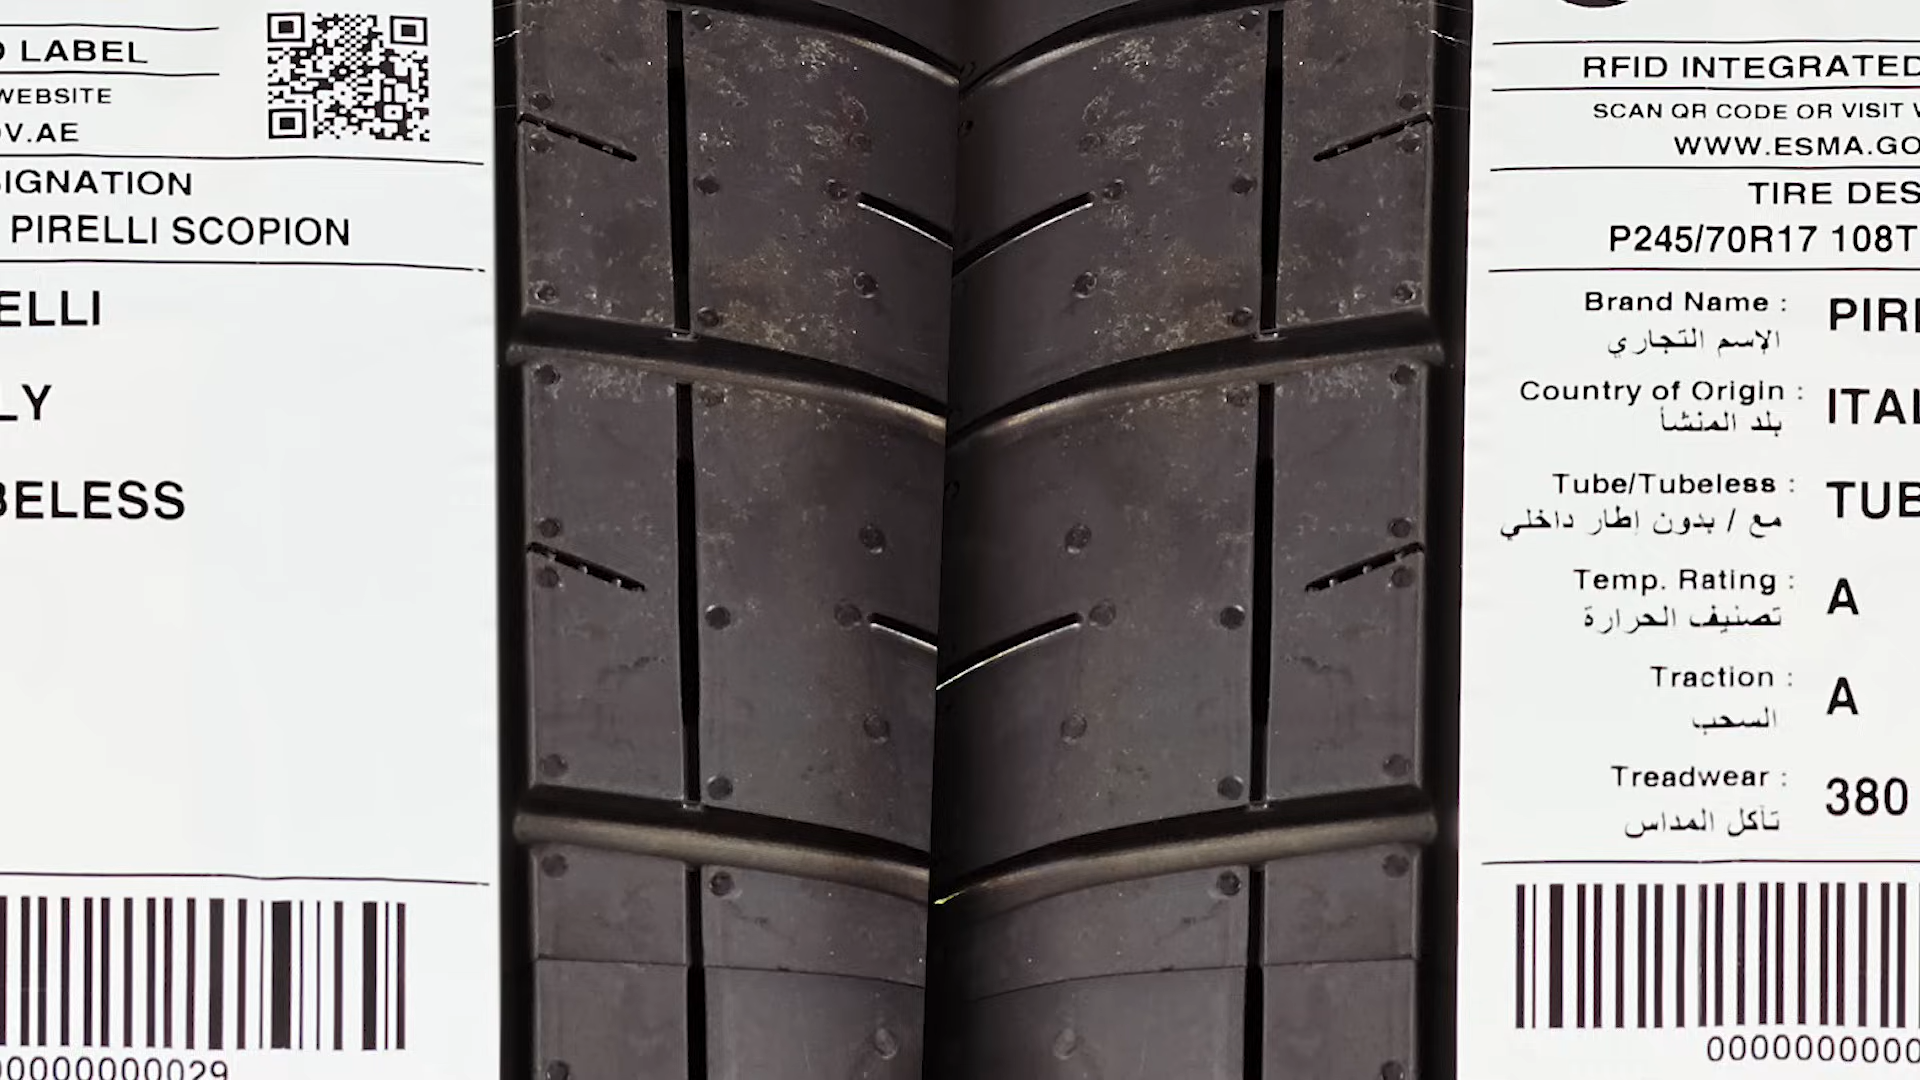 D LABEL
WEBSITE
OV.AE
SIGNATION
PIRELLI SCOPION
ELLI
LY
BELESS
00000000029
RFID INTEGRATED
SCAN QR CODE OR VISIT W
WWW.ESMA.GO
TIRE DES
P245/70R17 108T
Brand Name : PIRE
الإسم التجاري
Country of Origin : ITAL
بلد المنشأ
Tube/Tubeless : TUB
مع / بدون إطار داخلي
Temp. Rating : A
تصنيف الحرارة
Traction : A
السحب
Treadwear : 380
تآكل المداس
0000000000